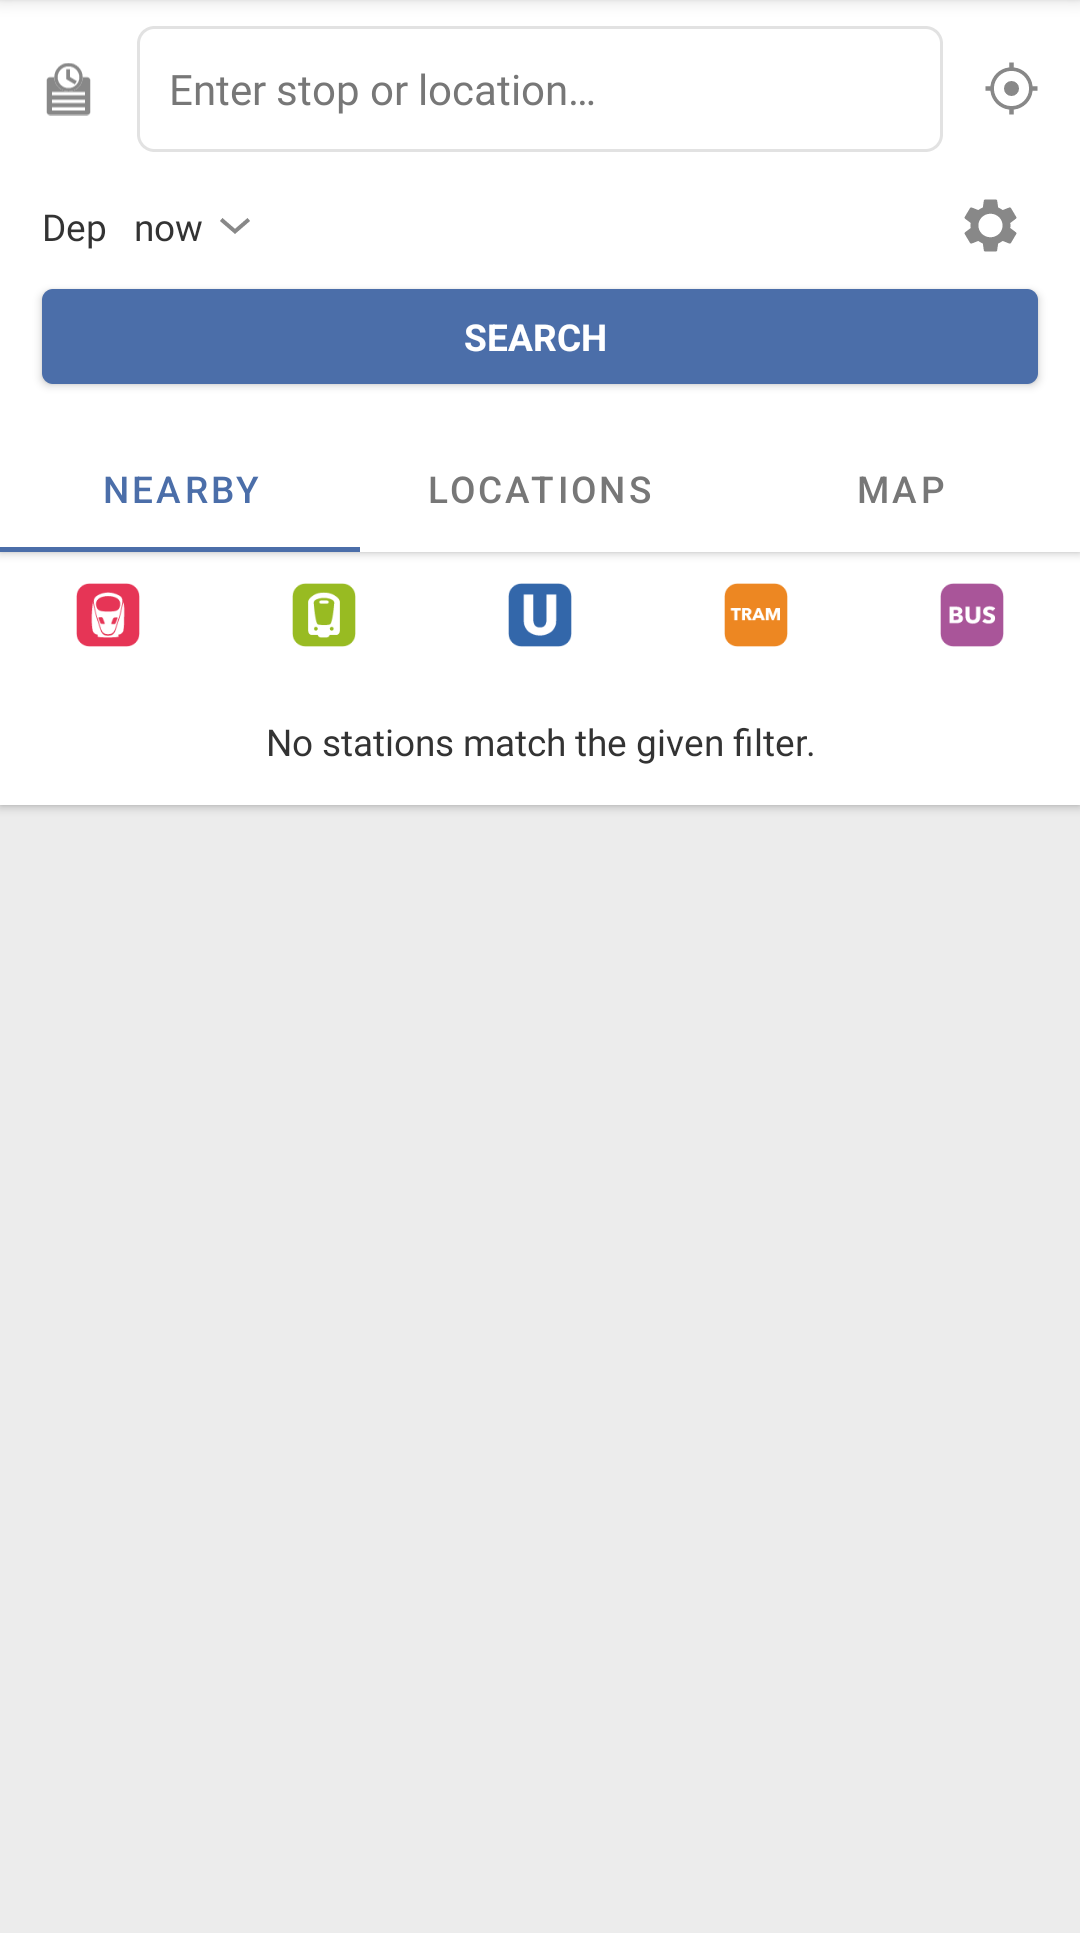 Enter stop or location...
Dep now
SEARCH
NEARBY LOCATIONS MAP
U TRAM BUS
No stations match the given filter.